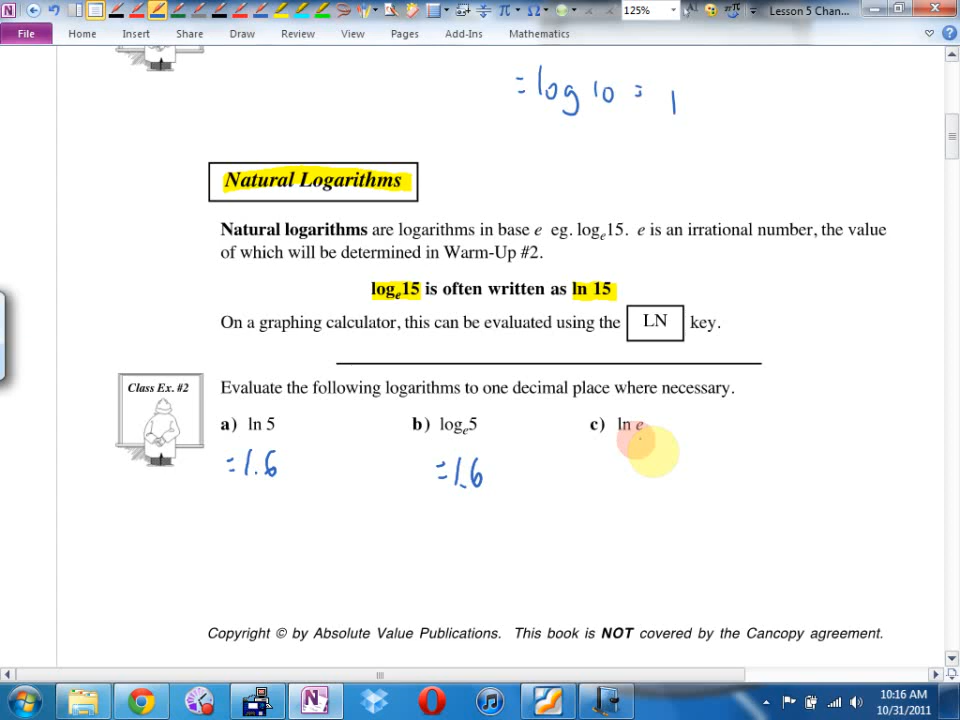 125%
Lesson 5 Chan...
File Home Insert Share Draw Review View Pages Add-Ins Mathematics
= log 10 = 1
Natural Logarithms
Natural logarithms are logarithms in base e eg. logₑ15. e is an irrational number, the value
of which will be determined in Warm-Up #2.
logₑ15 is often written as ln 15
On a graphing calculator, this can be evaluated using the LN key.
Class Ex. #2
Evaluate the following logarithms to one decimal place where necessary.
a) ln 5 b) logₑ5 c) ln e
= 1.6 = 1.6
Copyright © by Absolute Value Publications. This book is NOT covered by the Cancopy agreement.
10:16 AM
10/31/2011